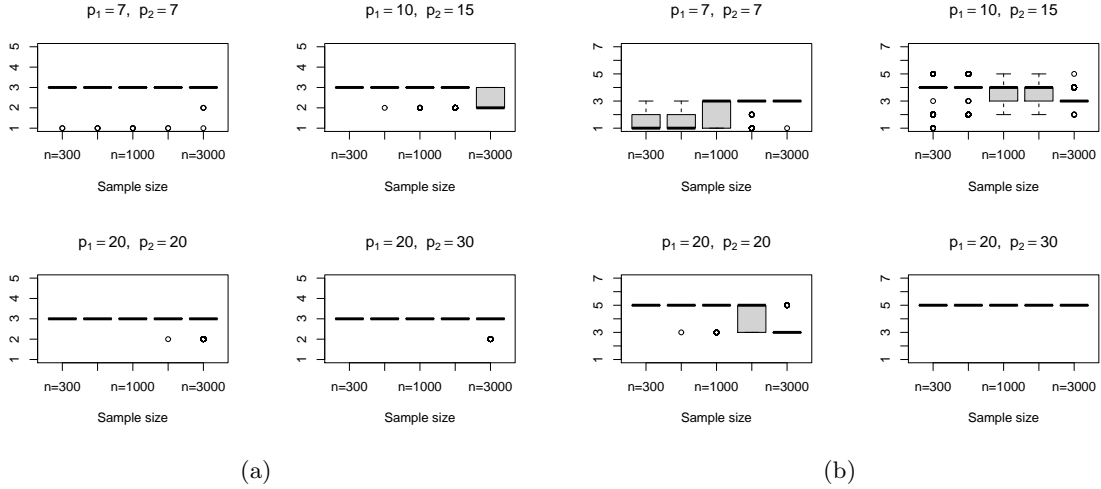 p1 = 7, p2 = 7
5
4
3
2
1
n=300 n=1000 n=3000
Sample size
p1 = 10, p2 = 15
5
4
3
2
1
n=300 n=1000 n=3000
Sample size
p1 = 20, p2 = 20
5
4
3
2
1
n=300 n=1000 n=3000
Sample size
p1 = 20, p2 = 30
5
4
3
2
1
n=300 n=1000 n=3000
Sample size
(a)
p1 = 7, p2 = 7
7
5
3
1
n=300 n=1000 n=3000
Sample size
p1 = 10, p2 = 15
7
5
3
1
n=300 n=1000 n=3000
Sample size
p1 = 20, p2 = 20
7
5
3
1
n=300 n=1000 n=3000
Sample size
p1 = 20, p2 = 30
7
5
3
1
n=300 n=1000 n=3000
Sample size
(b)